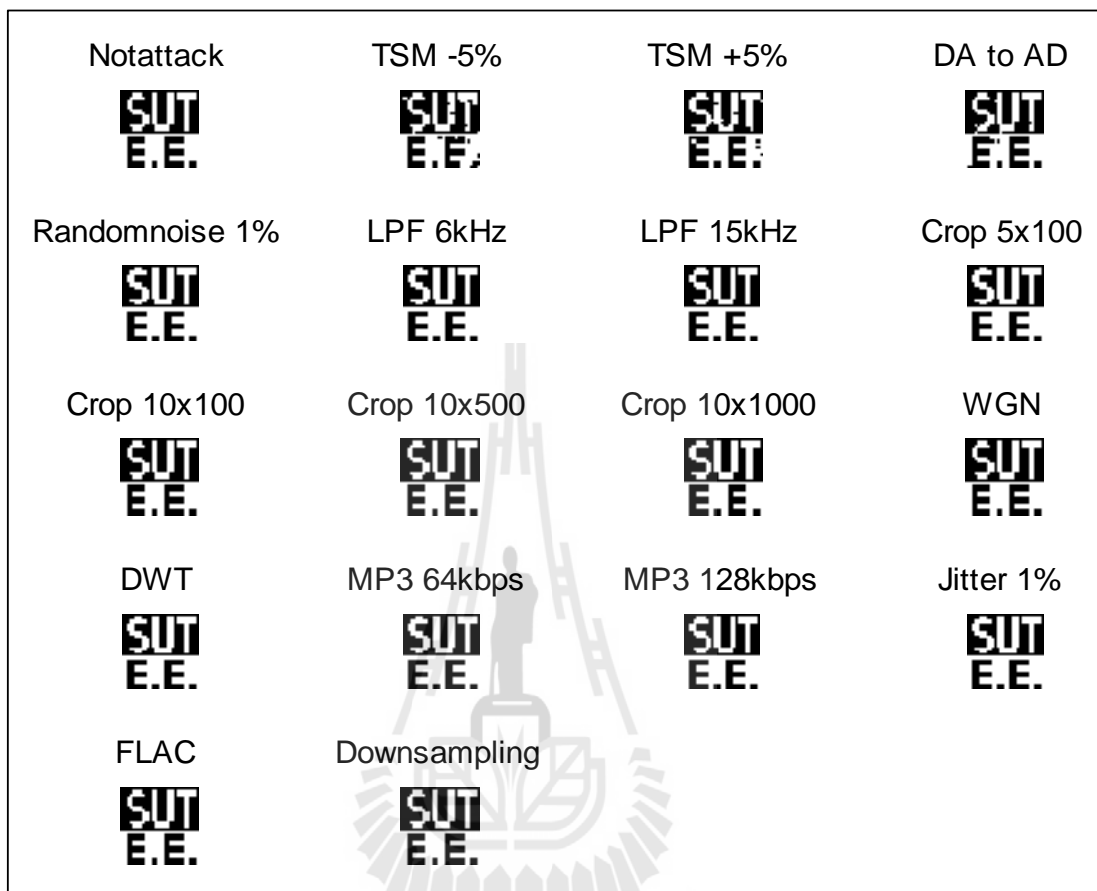 Notattack TSM -5% TSM +5% DA to AD
SUT SUT SUT SUT
E.E. E.E. E.E. E.E.
Randomnoise 1% LPF 6kHz LPF 15kHz Crop 5x100
SUT SUT SUT SUT
E.E. E.E. E.E. E.E.
Crop 10x100 Crop 10x500 Crop 10x1000 WGN
SUT SUT SUT SUT
E.E. E.E. E.E. E.E.
DWT MP3 64kbps MP3 128kbps Jitter 1%
SUT SUT SUT SUT
E.E. E.E. E.E. E.E.
FLAC Downsampling
SUT SUT
E.E. E.E.